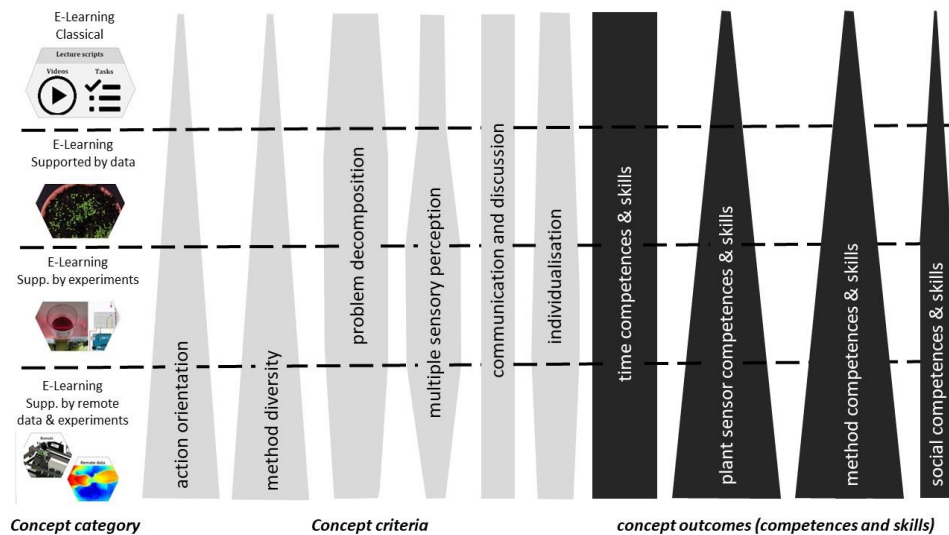 E-Learning
Classical
Lecture scripts
Videos
Tasks
E-Learning
Supported by data
E-Learning
Supp. by experiments
E-Learning
Supp. by remote
data & experiments
Remote
Remote data
action orientation
method diversity
problem decomposition
multiple sensory perception
communication and discussion
individualisation
time competences & skills
plant sensor competences & skills
method competences & skills
social competences & skills
Concept category
Concept criteria
concept outcomes (competences and skills)